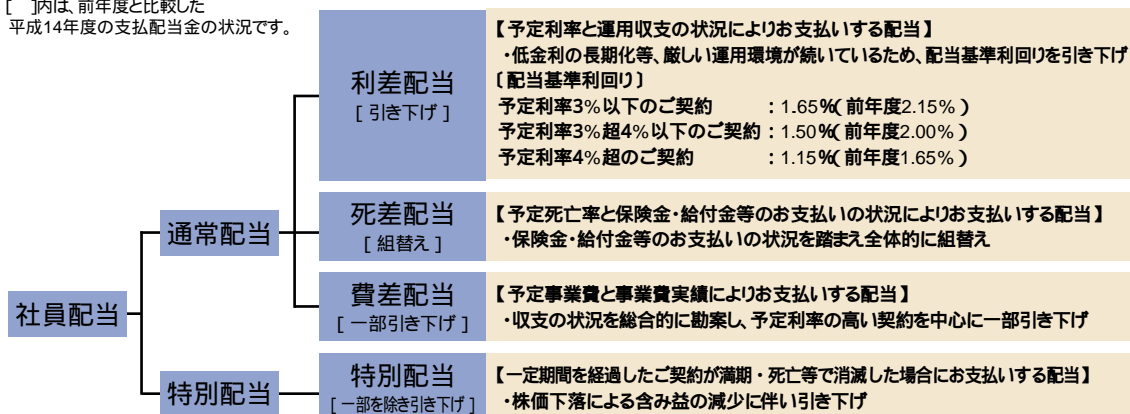 [ ]内は、前年度と比較した
平成14年度の支払配当金の状況です。
社員配当
通常配当
特別配当
利差配当
[ 引き下げ ]
【予定利率と運用収支の状況によりお支払いする配当】
・低金利の長期化等、厳しい運用環境が続いているため、配当基準利回りを引き下げ
〔配当基準利回り〕
予定利率3%以下のご契約 :1.65%(前年度2.15%)
予定利率3%超4%以下のご契約:1.50%(前年度2.00%)
予定利率4%超のご契約 :1.15%(前年度1.65%)
死差配当
[ 組替え ]
【予定死亡率と保険金・給付金等のお支払いの状況によりお支払いする配当】
・保険金・給付金等のお支払いの状況を踏まえ全体的に組替え
費差配当
[ 一部引き下げ ]
【予定事業費と事業費実績によりお支払いする配当】
・収支の状況を総合的に勘案し、予定利率の高い契約を中心に一部引き下げ
特別配当
[ 一部を除き引き下げ ]
【一定期間を経過したご契約が満期・死亡等で消滅した場合にお支払いする配当】
・株価下落による含み益の減少に伴い引き下げ